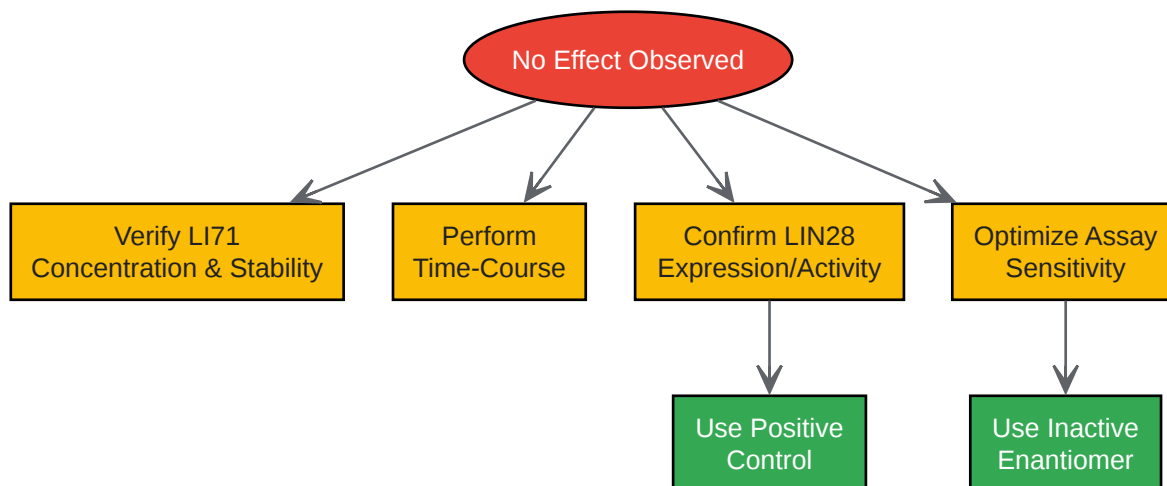 No Effect Observed
Verify LI71
Concentration & Stability
Perform
Time-Course
Confirm LIN28
Expression/Activity
Optimize Assay
Sensitivity
Use Positive
Control
Use Inactive
Enantiomer